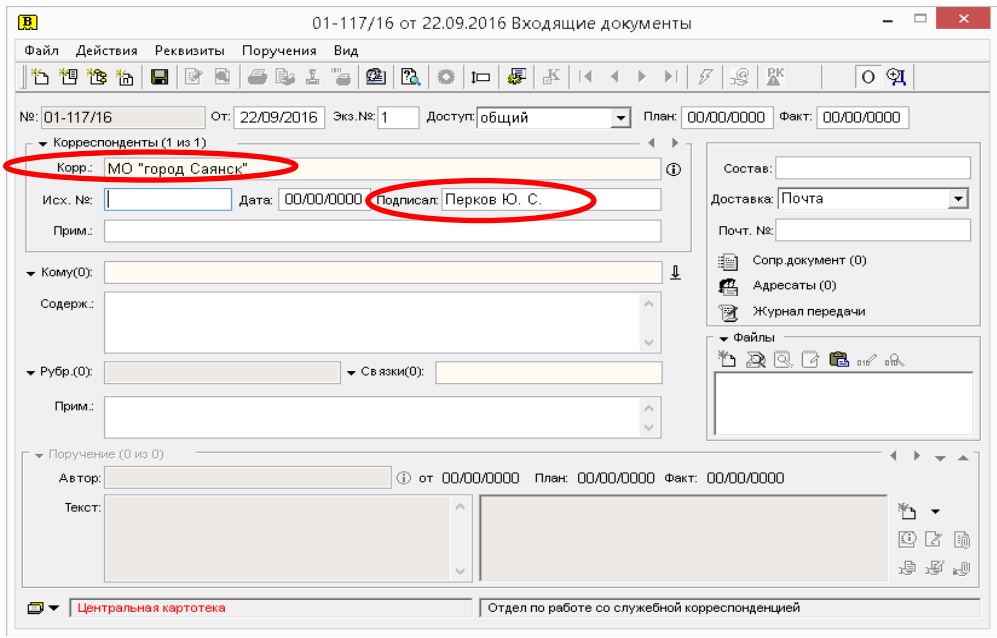 01-117/16 от 22.09.2016 Входящие документы
Файл Действия Реквизиты Поручения Вид
№: 01-117/16 От: 22/09/2016 Экз.№: 1 Доступ: общий План: 00/00/0000 Факт: 00/00/0000
Корреспонденты (1 из 1)
Корр.: МО "город Саянск" Состав:
Исх. №: Дата: 00/00/0000 Подписал: Перков Ю. С. Доставка: Почта
Прим.: Почт. №:
Кому(0): Сопр.документ (0)
Адресаты (0)
Содерж.: Журнал передачи
Файлы
Рубр.(0): Связки(0):
Прим.:
Поручение (0 из 0)
Автор: от 00/00/0000 План: 00/00/0000 Факт: 00/00/0000
Текст:
Центральная картотека Отдел по работе со служебной корреспонденцией